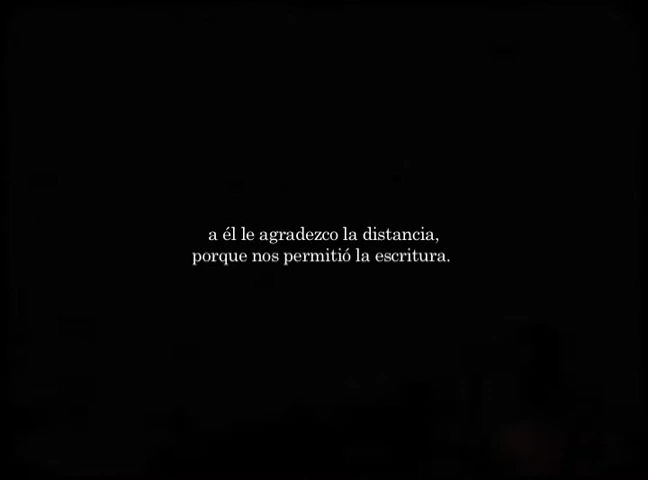 a él le agradezco la distancia,
porque nos permitió la escritura.